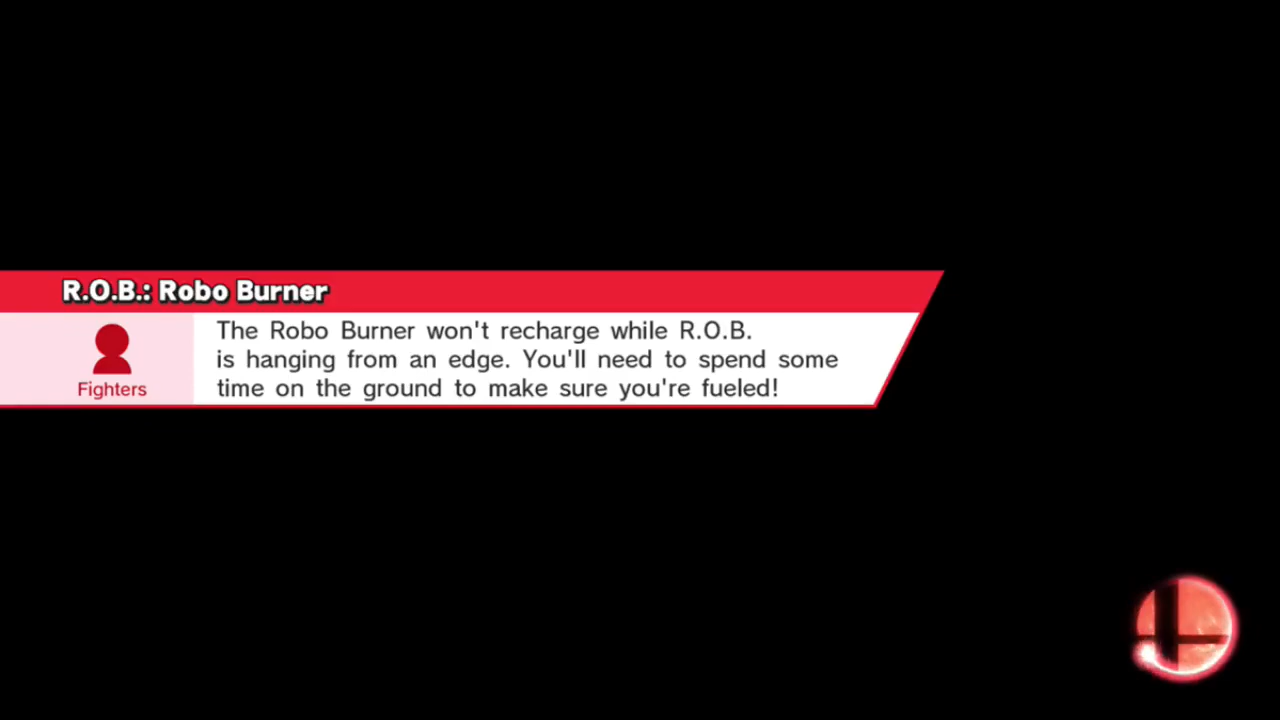 R.O.B.: Robo Burner
Fighters
The Robo Burner won't recharge while R.O.B.
is hanging from an edge. You'll need to spend some
time on the ground to make sure you're fueled!